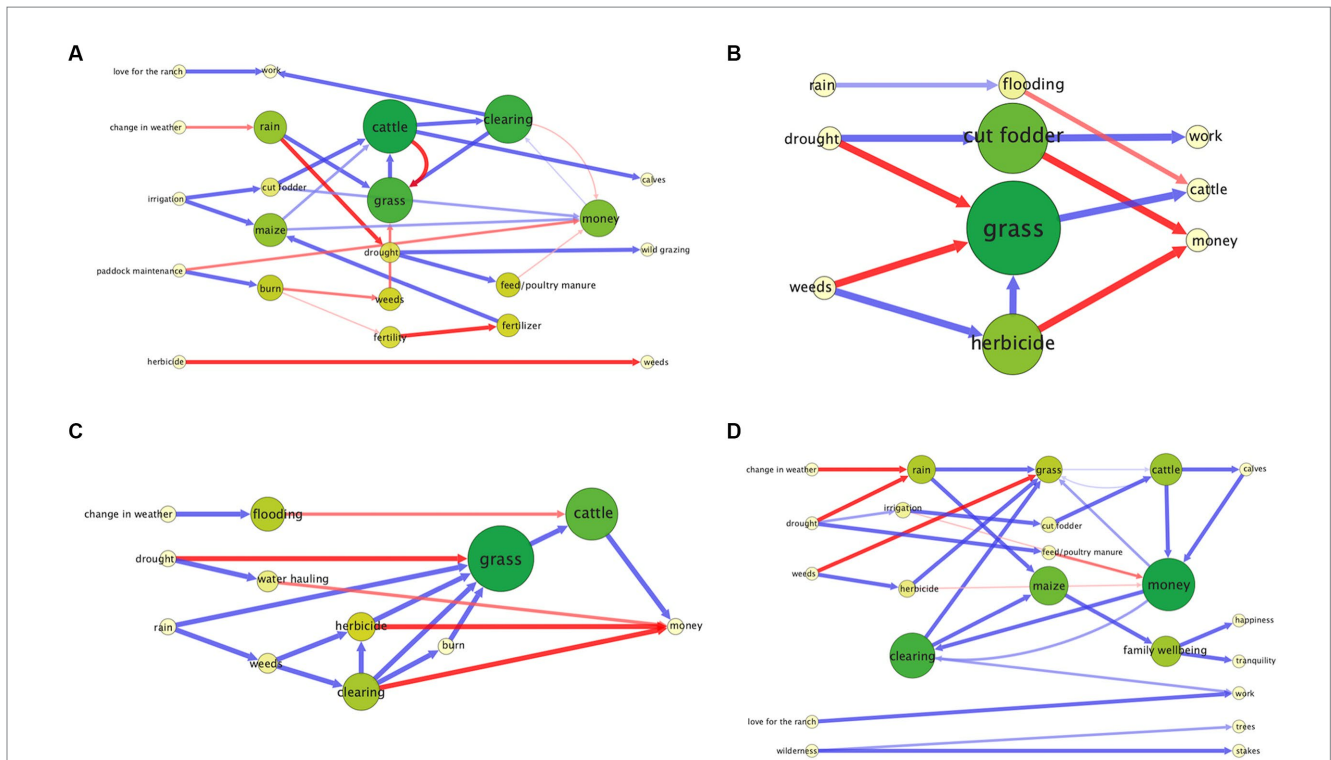 A
love for the ranch
work
change in weather
rain
cattle
clearing
calves
irrigation
cut fodder
grass
maize
money
drought
wild grazing
paddock maintenance
burn
feed/poultry manure
weeds
fertility
fertilizer
herbicide
weeds
B
rain
flooding
drought
cut fodder
work
cattle
grass
money
weeds
herbicide
C
change in weather
flooding
cattle
drought
grass
water hauling
rain
herbicide
money
burn
weeds
clearing
D
change in weather
rain
grass
cattle
calves
irrigation
drought
cut fodder
feed/poultry manure
weeds
herbicide
maize
money
happiness
clearing
family wellbeing
tranquility
work
love for the ranch
trees
wilderness
stakes